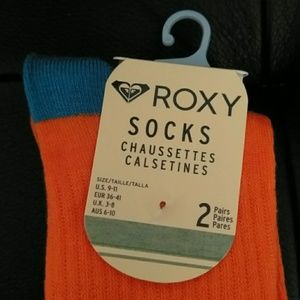 ROXY
SOCKS
CHAUSSETTES
CALSETINES
SIZE/TAILLE/TALLA
U.S. 9-11
EUR 36-41
U.K. 3-8
AUS 6-10
2 Pairs
Paires
Pares